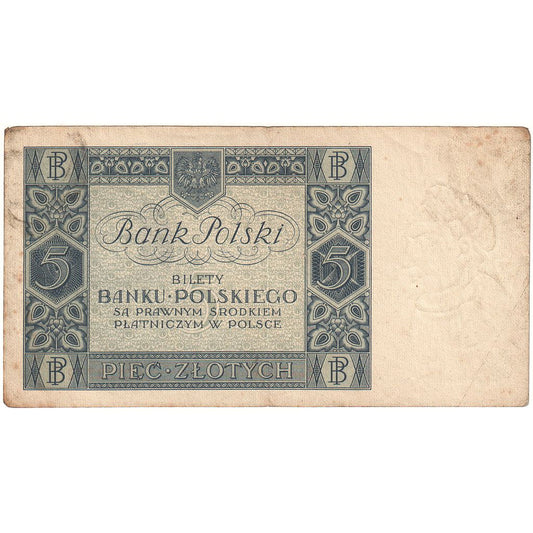 BP BP
Bank Polski
5 5
BILETY
BANKU·POLSKIEGO
SĄ PRAWNYM ŚRODKIEM
PŁATNICZYM W POLSCE
BP PIĘĆ·ZŁOTYCH BP